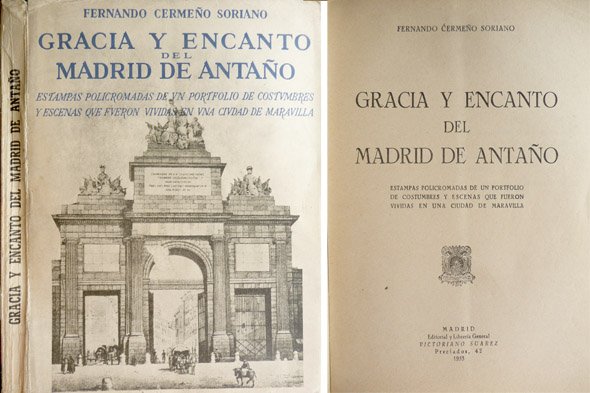 GRACIA Y ENCANTO DEL MADRID DE ANTAÑO
FERNANDO CERMEÑO SORIANO
GRACIA Y ENCANTO
DEL
MADRID DE ANTAÑO
ESTAMPAS POLICROMADAS DE VN PORTFOLIO DE COSTVMBRES
Y ESCENAS QUE FVERON VIVIDAS EN VNA CIVDAD DE MARAVILLA
FERNANDO CERMEÑO SORIANO
GRACIA Y ENCANTO
DEL
MADRID DE ANTAÑO
ESTAMPAS POLICROMADAS DE UN PORTFOLIO
DE COSTUMBRES Y ESCENAS QUE FUERON
VIVIDAS EN UNA CIUDAD DE MARAVILLA
MADRID
Editorial y Librería General
VICTORIANO SUAREZ
Preciados, 42